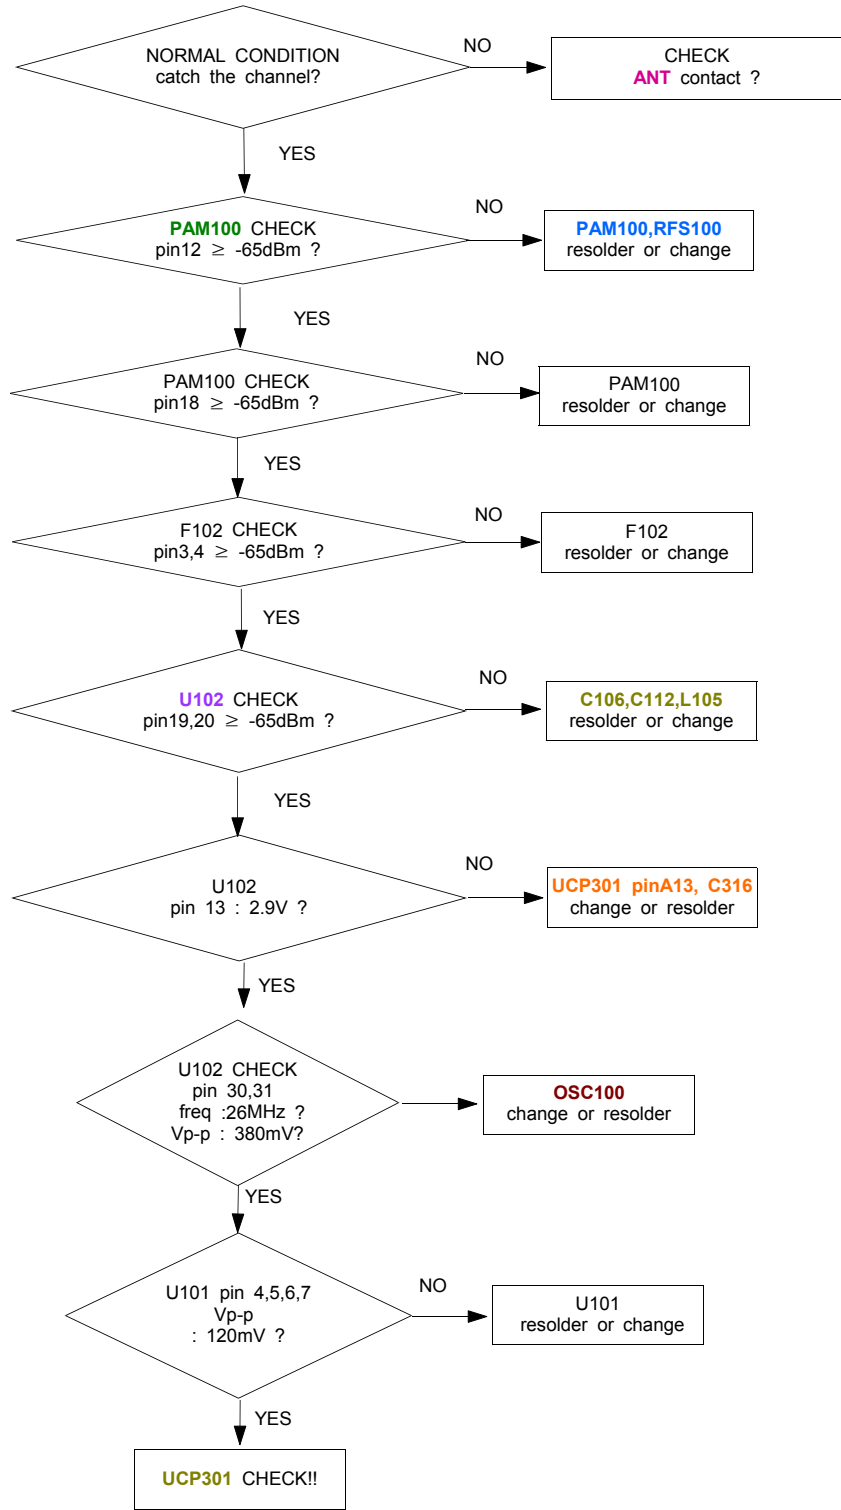 NORMAL CONDITION
catch the channel?
NO
CHECK
ANT contact ?
YES
PAM100 CHECK
pin12 ≥ -65dBm ?
NO
PAM100,RFS100
resolder or change
YES
PAM100 CHECK
pin18 ≥ -65dBm ?
NO
PAM100
resolder or change
YES
F102 CHECK
pin3,4 ≥ -65dBm ?
NO
F102
resolder or change
YES
U102 CHECK
pin19,20 ≥ -65dBm ?
NO
C106,C112,L105
resolder or change
YES
U102
pin 13 : 2.9V ?
NO
UCP301 pinA13, C316
change or resolder
YES
U102 CHECK
pin 30,31
freq :26MHz ?
Vp-p : 380mV?
OSC100
change or resolder
YES
U101 pin 4,5,6,7
Vp-p
: 120mV ?
NO
U101
resolder or change
YES
UCP301 CHECK!!